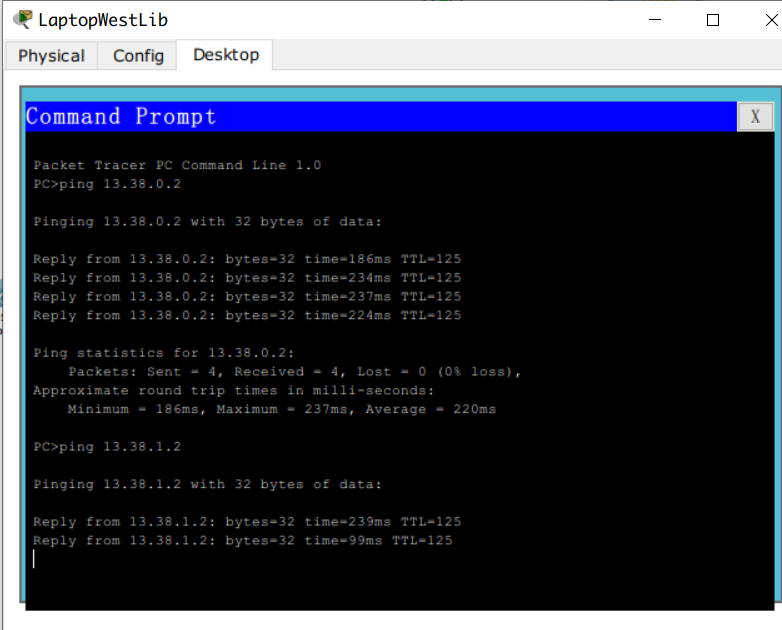 LaptopWestLib
Physical Config Desktop
Command Prompt X
Packet Tracer PC Command Line 1.0
PC>ping 13.38.0.2
Pinging 13.38.0.2 with 32 bytes of data:
Reply from 13.38.0.2: bytes=32 time=186ms TTL=125
Reply from 13.38.0.2: bytes=32 time=234ms TTL=125
Reply from 13.38.0.2: bytes=32 time=237ms TTL=125
Reply from 13.38.0.2: bytes=32 time=224ms TTL=125
Ping statistics for 13.38.0.2:
Packets: Sent = 4, Received = 4, Lost = 0 (0% loss),
Approximate round trip times in milli-seconds:
Minimum = 186ms, Maximum = 237ms, Average = 220ms
PC>ping 13.38.1.2
Pinging 13.38.1.2 with 32 bytes of data:
Reply from 13.38.1.2: bytes=32 time=239ms TTL=125
Reply from 13.38.1.2: bytes=32 time=99ms TTL=125